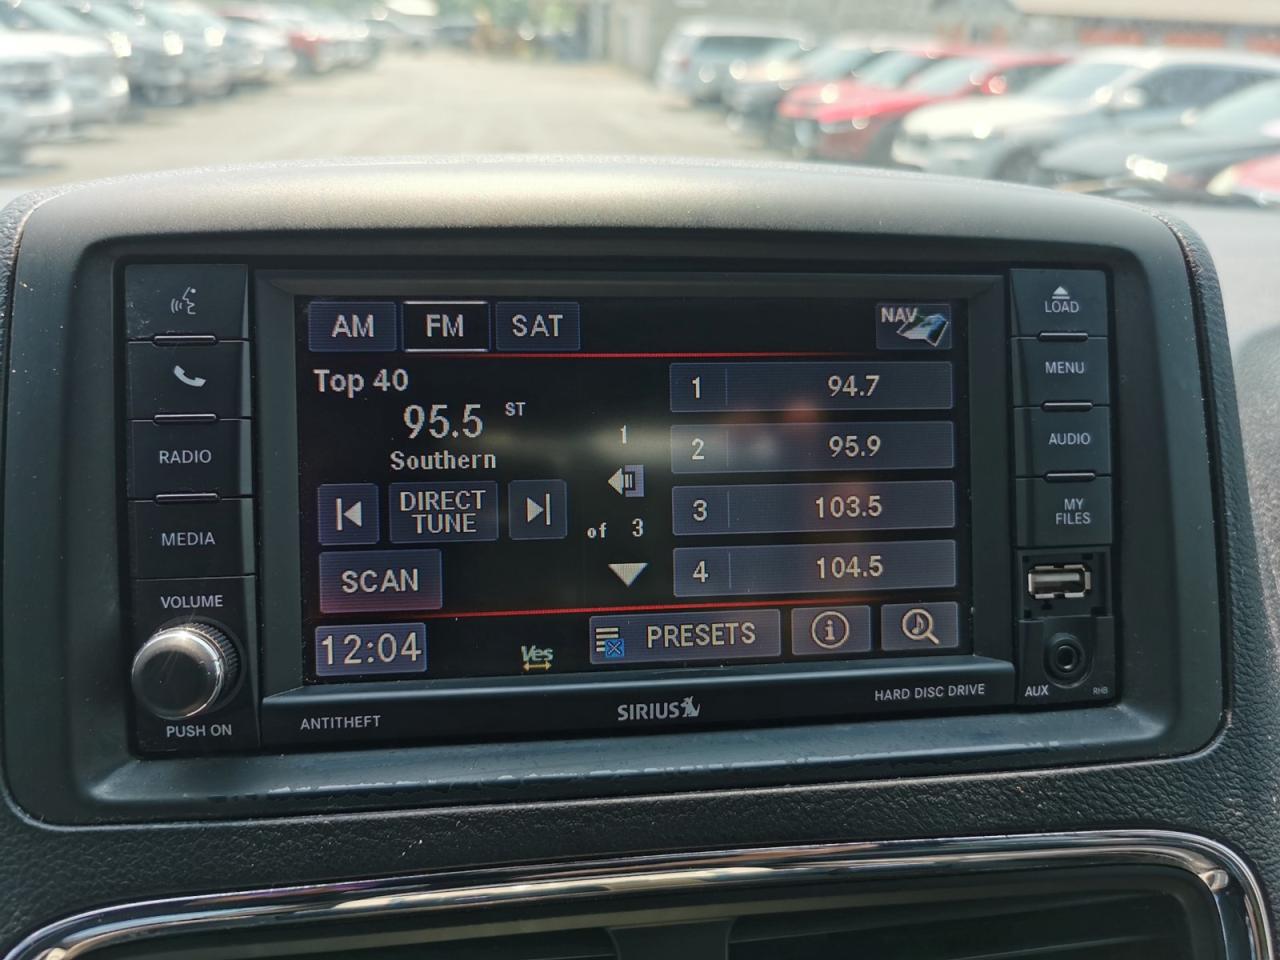 LOAD
AM FM SAT NAV
Top 40
95.5 ST
Southern
DIRECT
TUNE
SCAN
12:04
1
of 3
1 94.7
2 95.9
3 103.5
4 104.5
Yes
PRESETS
i
RADIO
MEDIA
VOLUME
PUSH ON
MENU
AUDIO
MY
FILES
AUX RHB
ANTITHEFT
SIRIUS
HARD DISC DRIVE